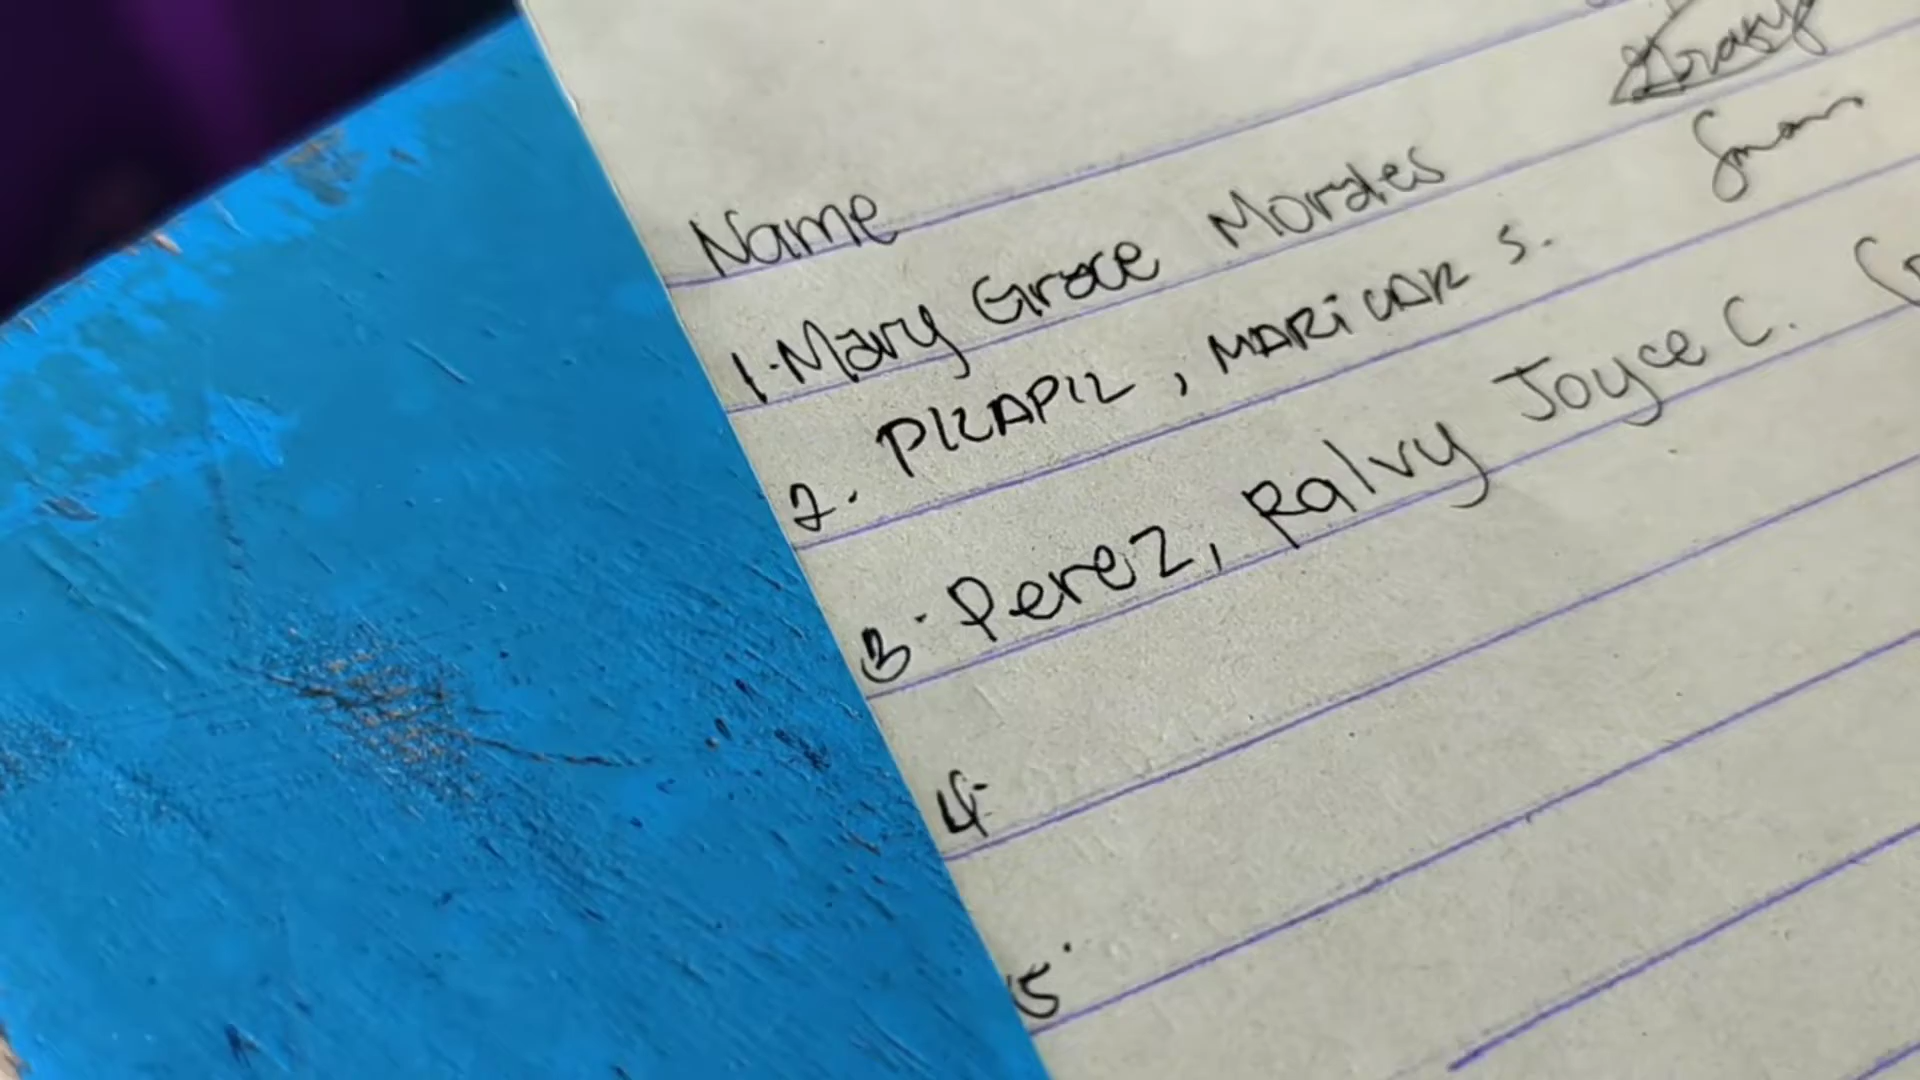 Name
1. Mary Grace Morales
2. PILAPIL, MARICAR S.
3. Perez, Ralvy Joyce C.
4.
5.